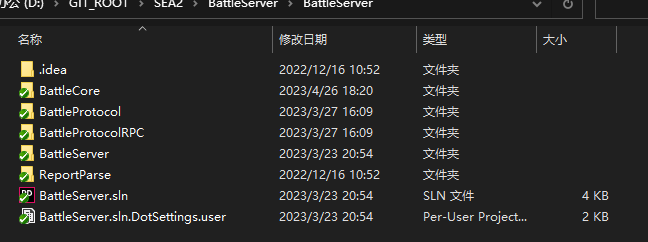 办公 (D:) > GIT_ROOT > SEA2 > BattleServer > BattleServer
名称 修改日期 类型 大小
.idea 2022/12/16 10:52 文件夹
BattleCore 2023/4/26 18:20 文件夹
BattleProtocol 2023/3/27 16:09 文件夹
BattleProtocolRPC 2023/3/27 16:09 文件夹
BattleServer 2023/3/23 20:54 文件夹
ReportParse 2022/12/16 10:52 文件夹
BattleServer.sln 2023/3/23 20:54 SLN 文件 4 KB
BattleServer.sln.DotSettings.user 2023/3/23 20:54 Per-User Project... 2 KB